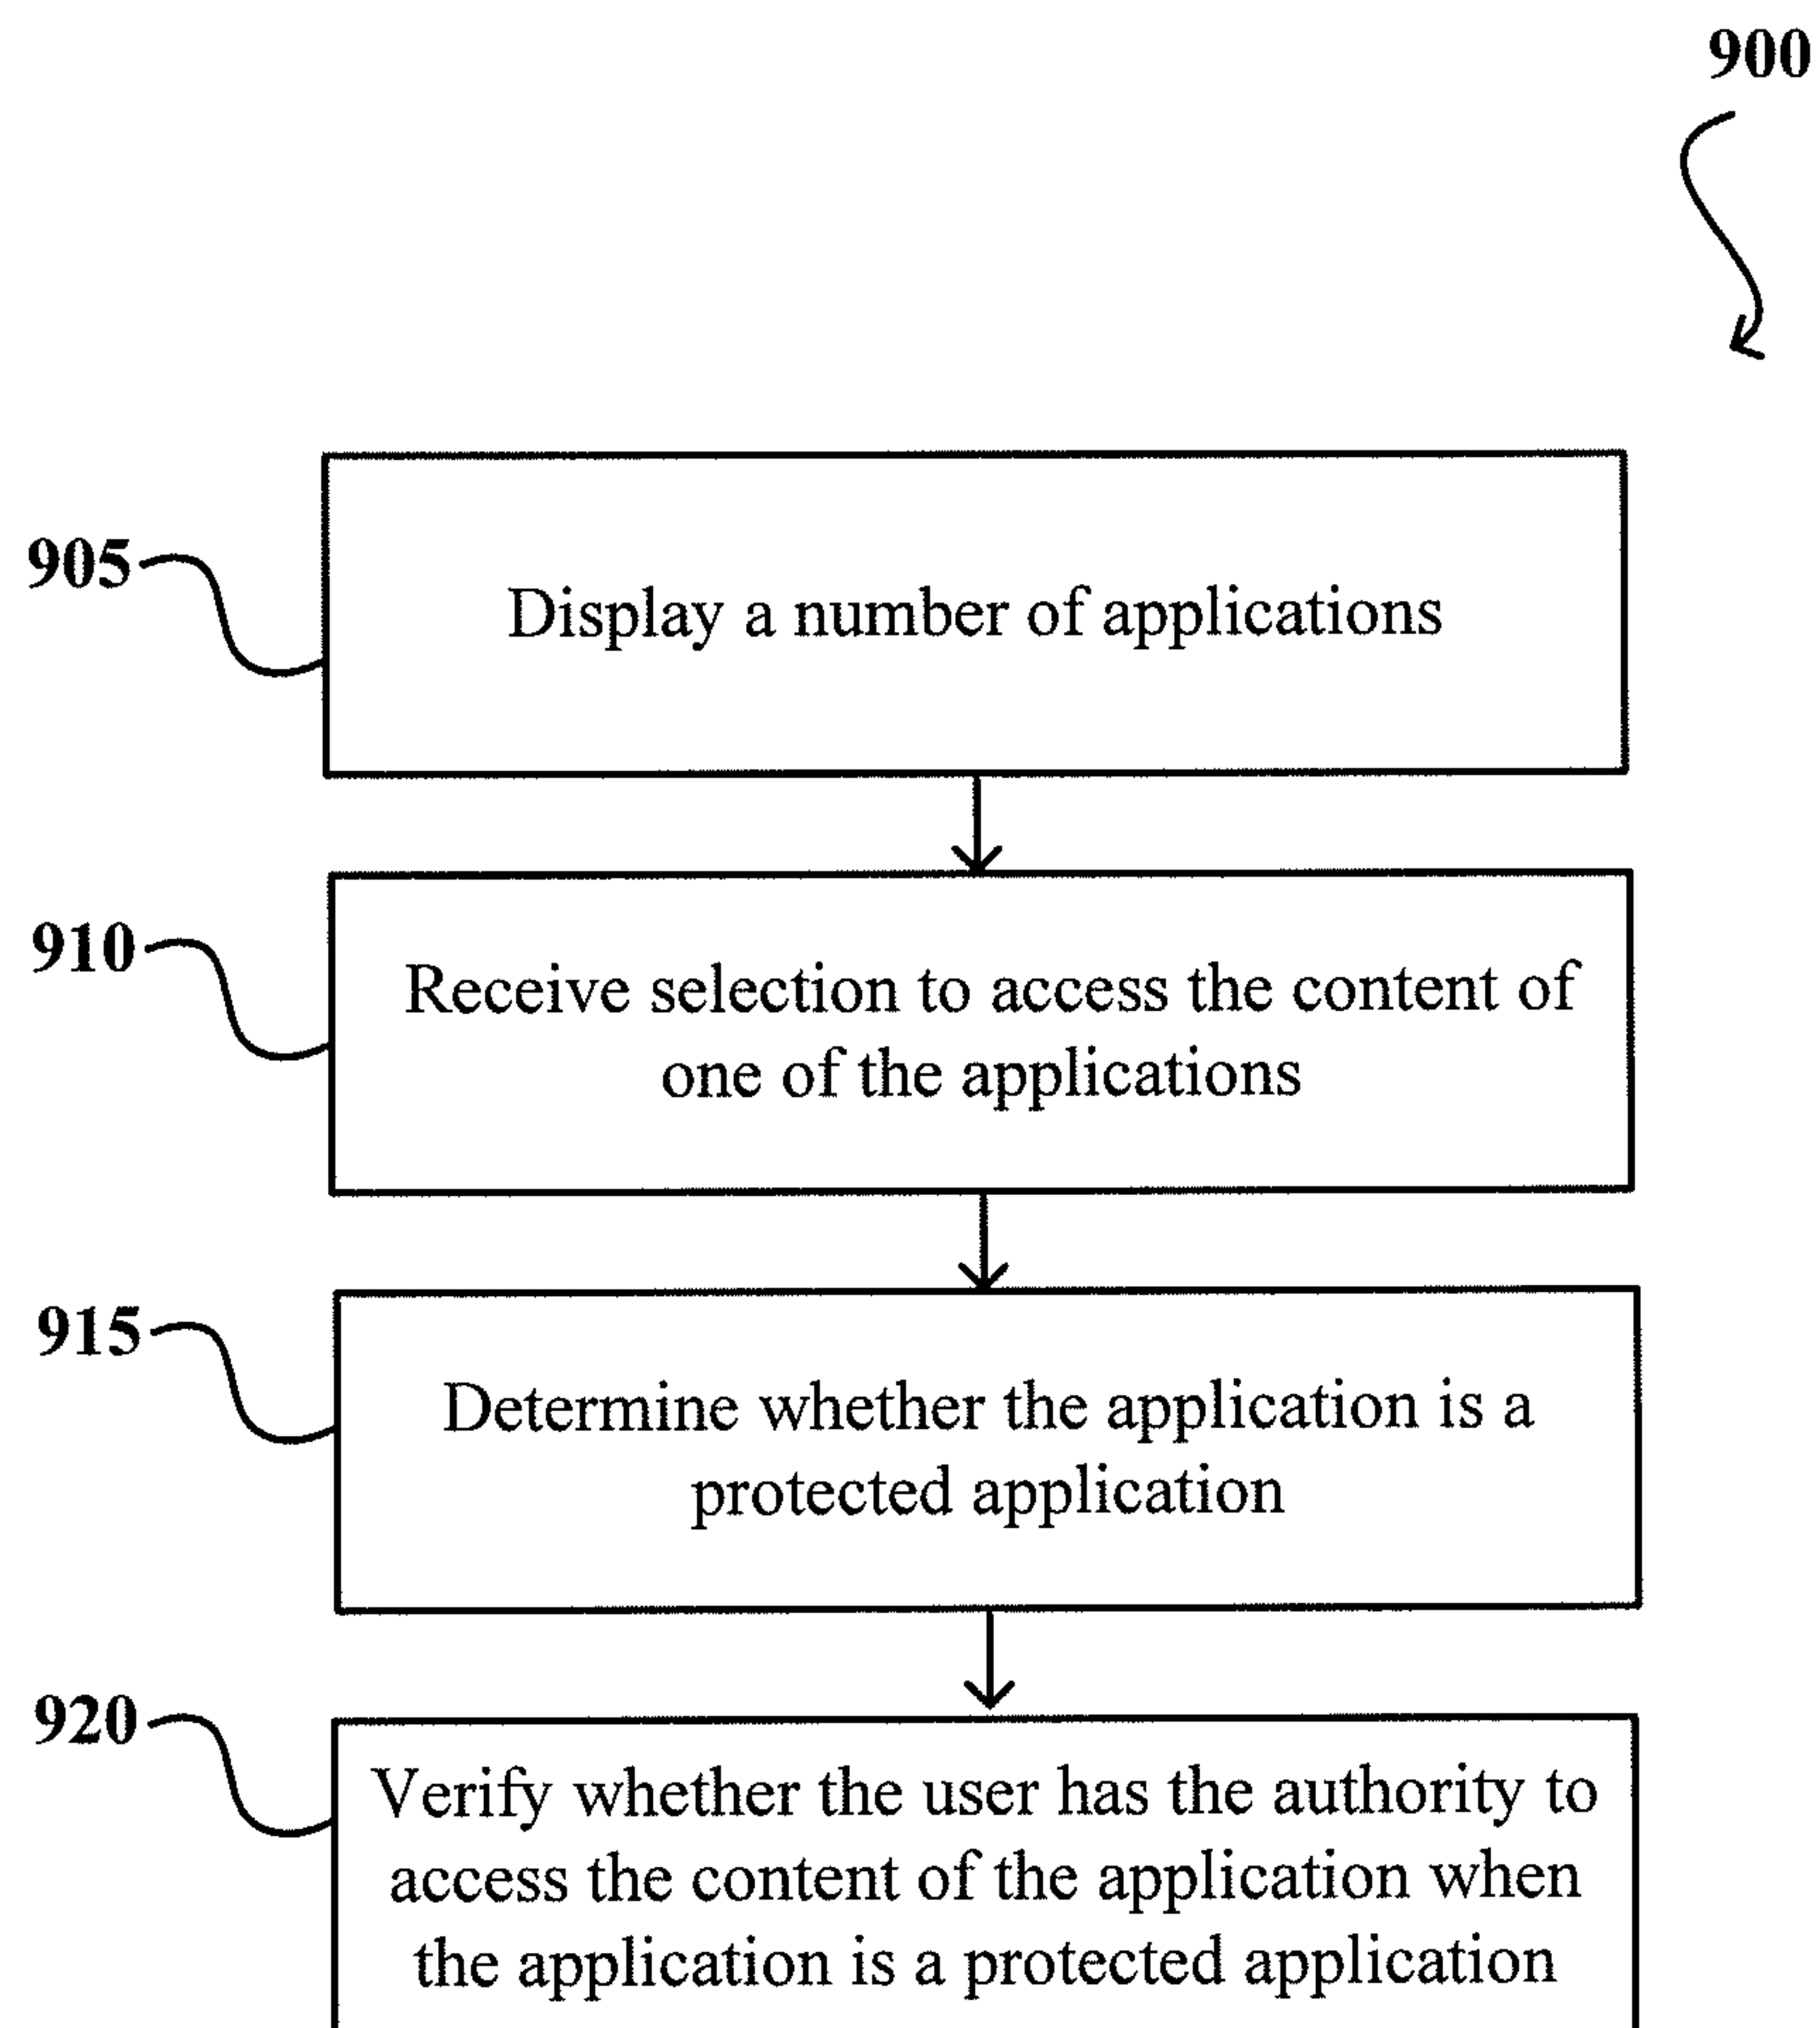 900
905
Display a number of applications
910
Receive selection to access the content of
one of the applications
915
Determine whether the application is a
protected application
920
Verify whether the user has the authority to
access the content of the application when
the application is a protected application